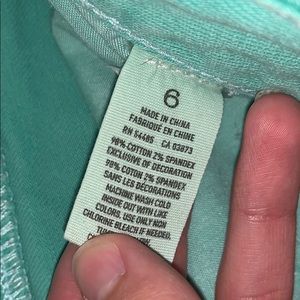 6
MADE IN CHINA
FABRIQUÉ EN CHINE
RN 54485 CA 03873
98% COTTON 2% SPANDEX
EXCLUSIVE OF DECORATION
98% COTTON 2% SPANDEX
SANS LES DÉCORATIONS
MACHINE WASH COLD
INSIDE OUT WITH LIKE
COLORS. USE ONLY NON
CHLORINE BLEACH IF NEEDED.